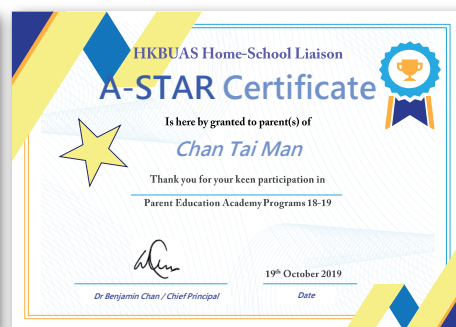 HKBUAS Home-School Liaison
A-STAR Certificate
Is here by granted to parent(s) of
Chan Tai Man
Thank you for your keen participation in
Parent Education Academy Programs 18-19
19th October 2019
Dr Benjamin Chan / Chief Principal
Date